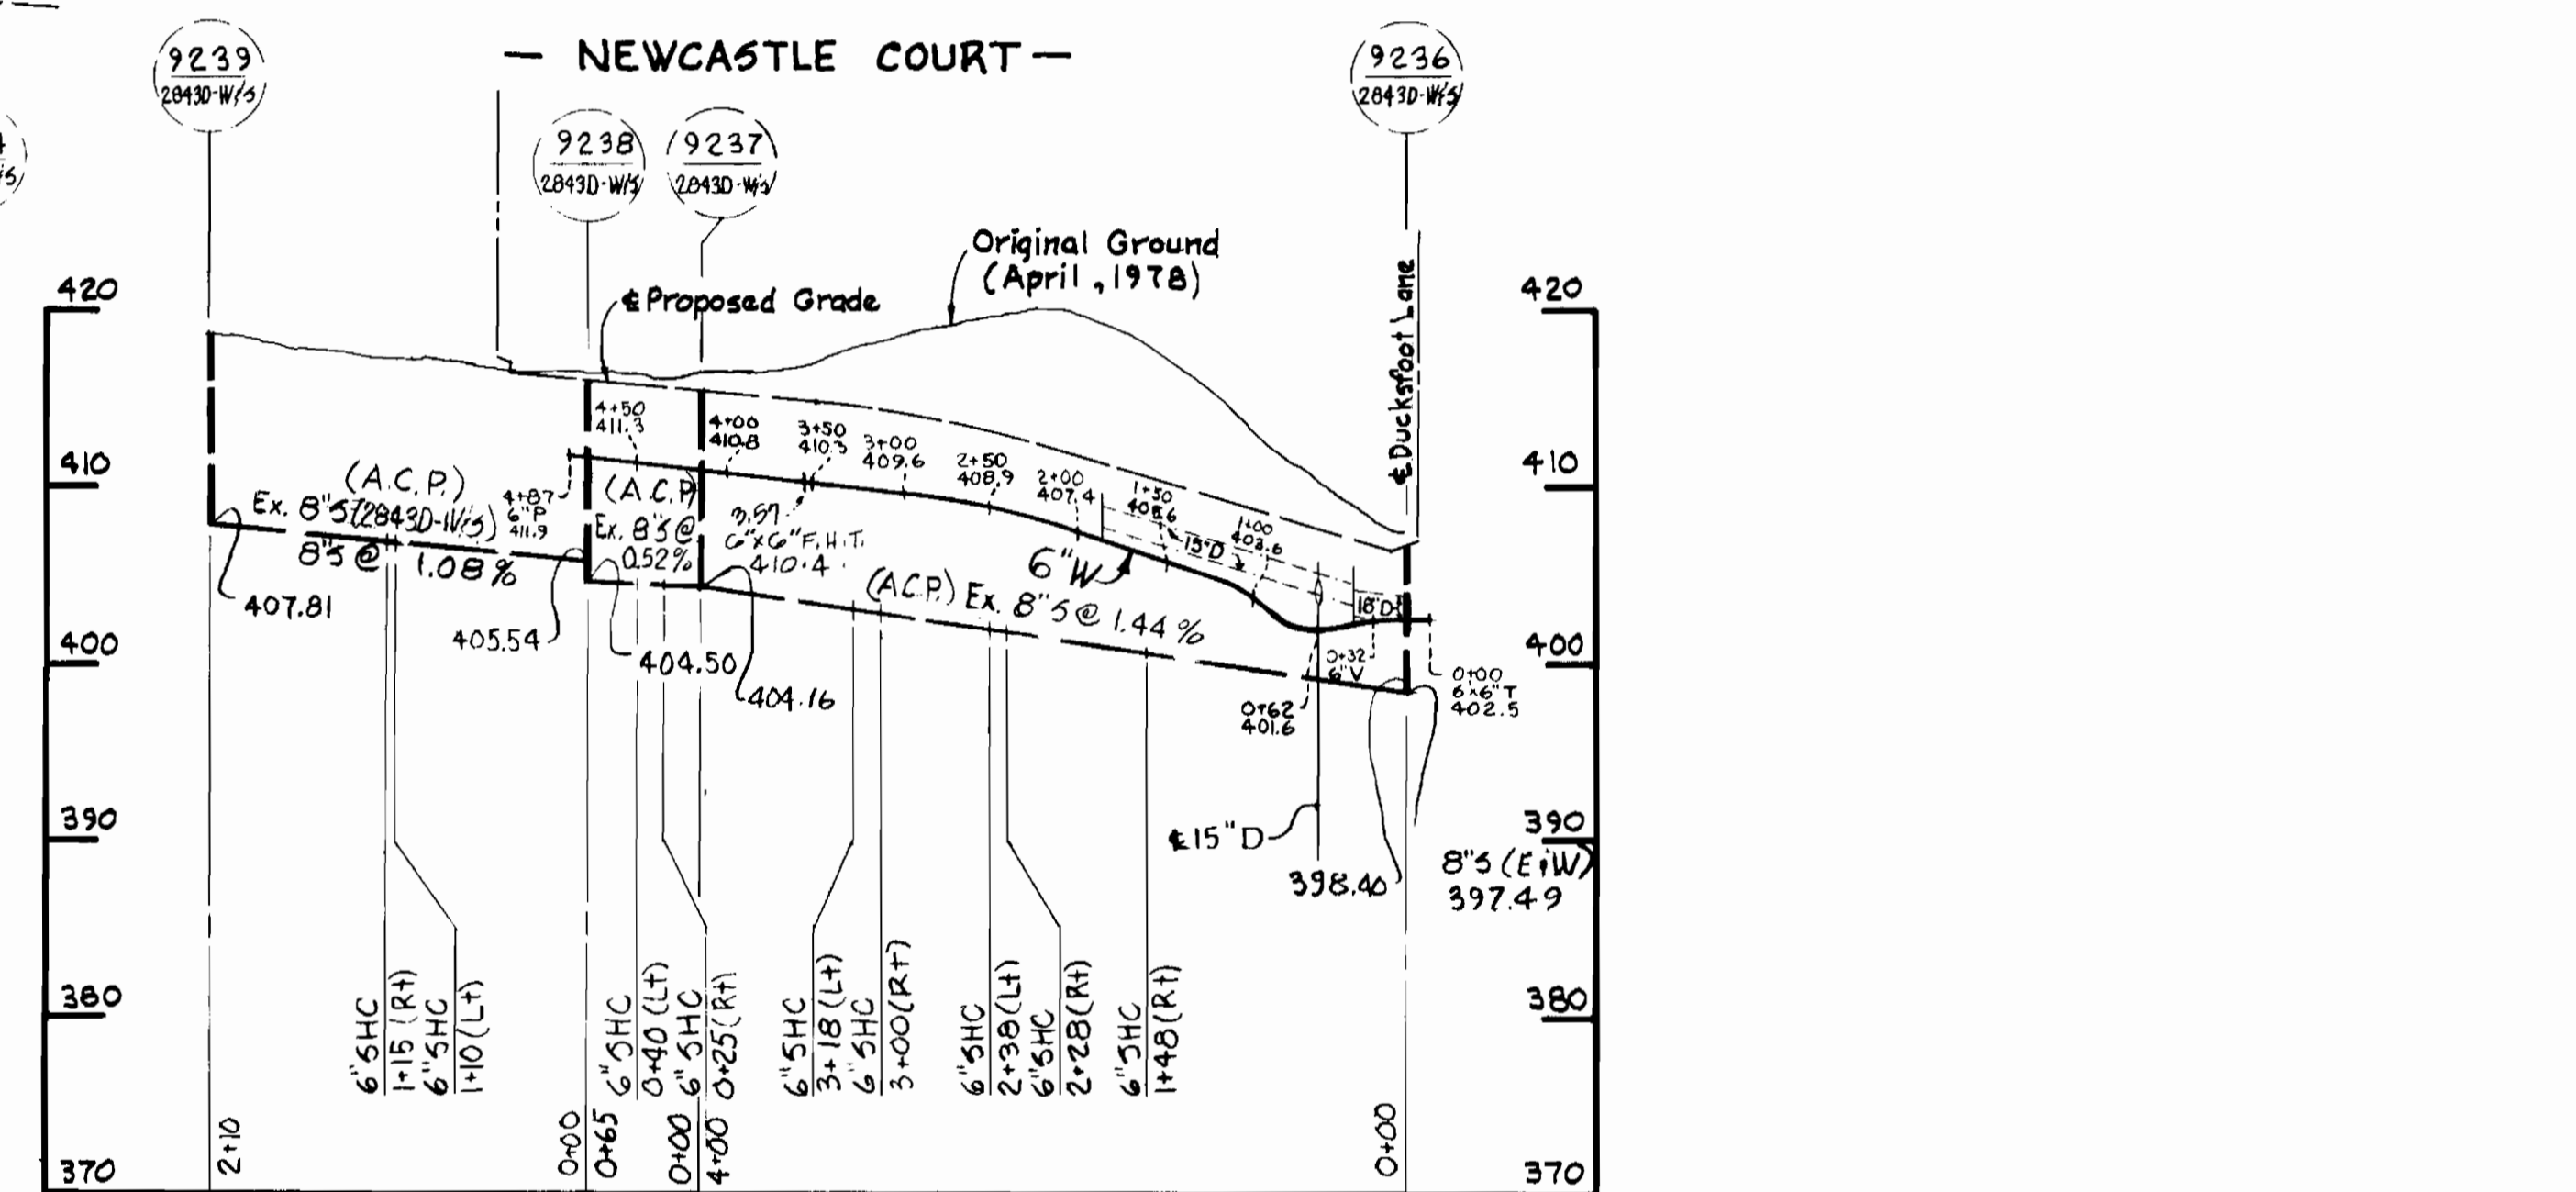 — NEWCASTLE COURT —
9239
2843D-W&S
9238
2843D-W&S
9237
2843D-W&S
9236
2843D-W&S
Original Ground
(April, 1978)
℄ Proposed Grade
℄ Ducksfoot Lane
420
410
400
390
380
370
420
410
400
390
380
370
4+50
411.3
4+00
410.8
3+50
410.3
3+00
409.6
2+50
408.9
2+00
407.4
1+50
1+00
403.6
15"D
18"D
(A.C.P.)
Ex. 8"S (2843D-W&S)
8"S @ 1.08%
4+87
6"P
411.9
(A.C.P)
Ex. 8"S @
0.52%
3.57
6"x6" F.H.T.
410.4
6"W
(A.C.P.) Ex. 8"S @ 1.44%
407.81
405.54
404.50
404.16
0+32
6"V
0+62
401.6
0+00
6"x6"T
402.5
℄ 15"D
398.40
8"S (E&W)
397.49
6"SHC
1+15 (Rt)
6"SHC
1+10 (Lt)
6"SHC
0+40 (Lt)
6"SHC
0+25 (Rt)
6"SHC
3+18 (Lt)
6"SHC
3+00 (Rt)
6"SHC
2+38 (Lt)
6"SHC
2+28 (Rt)
6"SHC
1+48 (Rt)
2+10
0+00
0+65
0+00
4+00
0+00